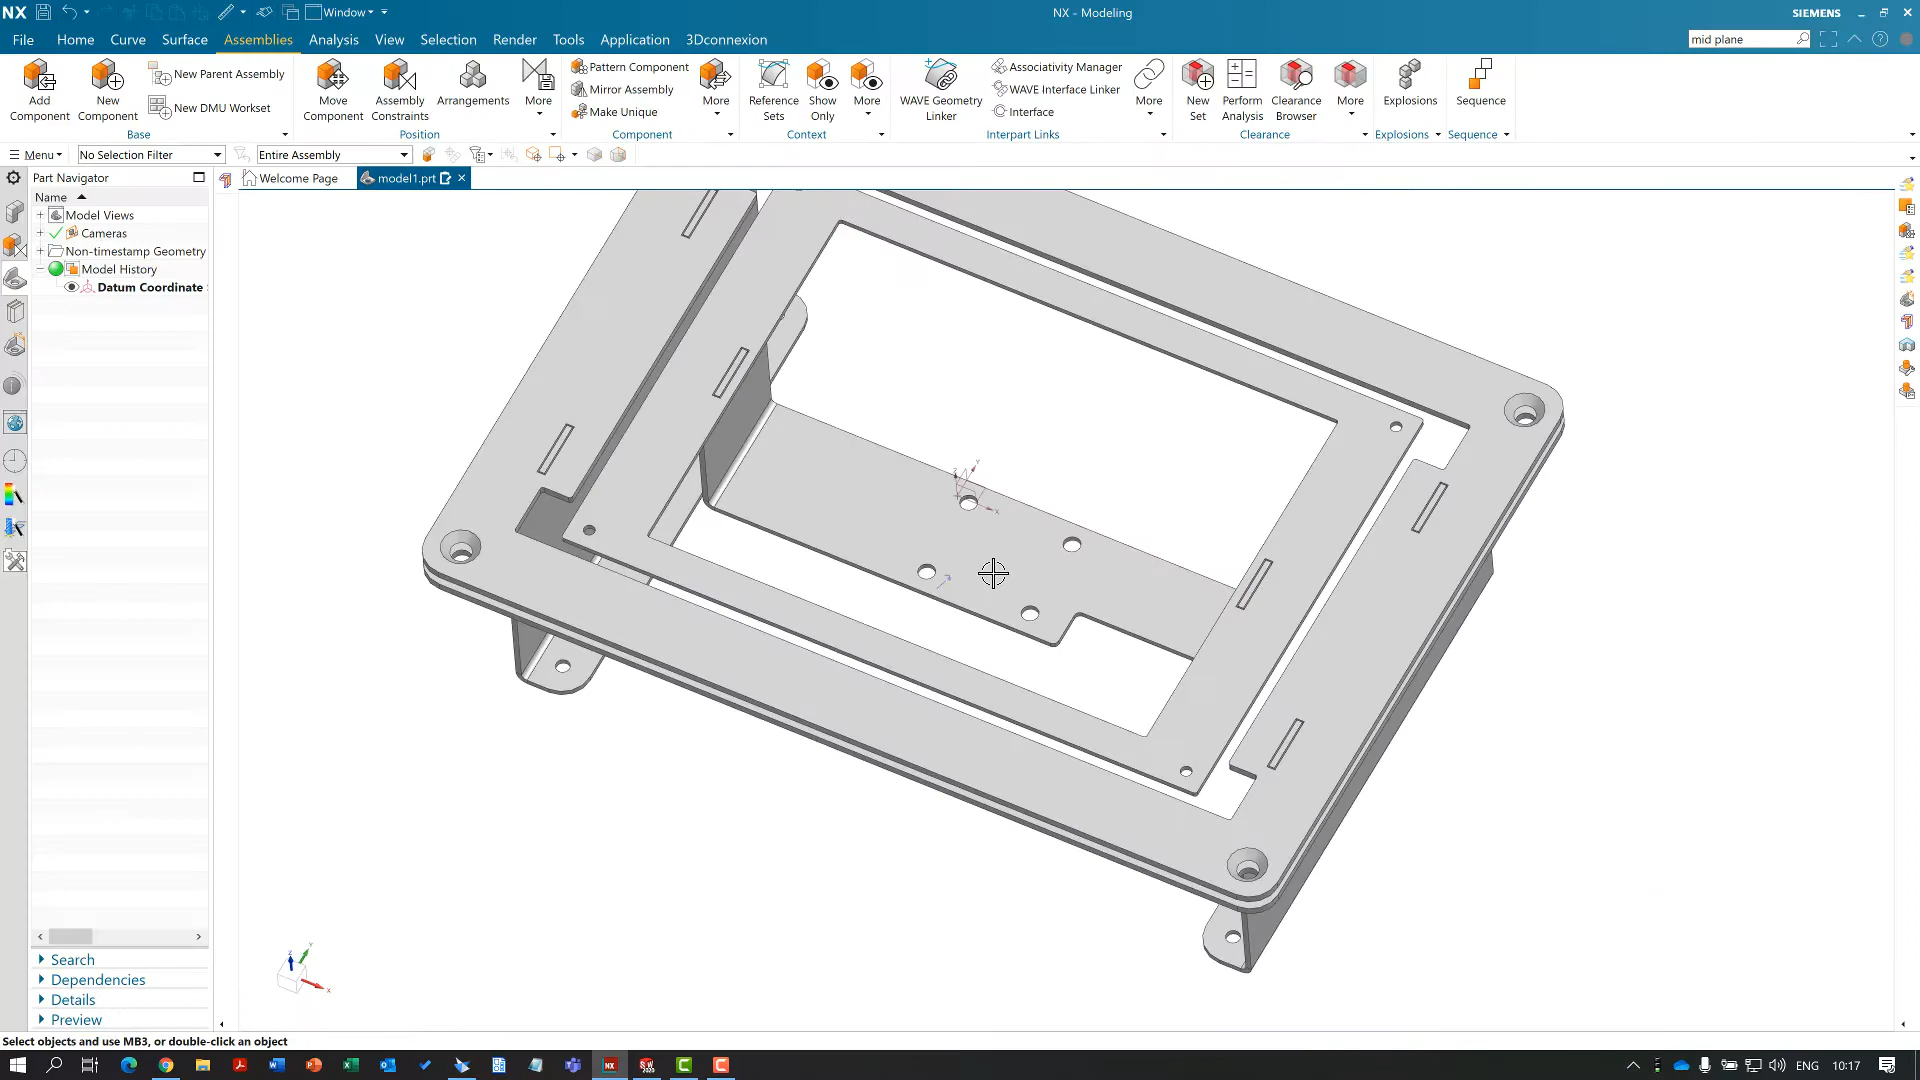 NX
Window
NX - Modeling
SIEMENS
File
Home
Curve
Surface
Assemblies
Analysis
View
Selection
Render
Tools
Application
3Dconnexion
mid plane
Add Component
New Component
New Parent Assembly
New DMU Workset
Base
Move Component
Assembly Constraints
Arrangements
More
Position
Pattern Component
Mirror Assembly
Make Unique
More
Component
Reference Sets
Show Only
More
Context
WAVE Geometry Linker
Associativity Manager
WAVE Interface Linker
Interface
More
Interpart Links
New Set
Perform Analysis
Clearance Browser
More
Clearance
Explosions
Explosions
Sequence
Sequence
Menu
No Selection Filter
Entire Assembly
Part Navigator
Welcome Page
model1.prt
Name
Model Views
Cameras
Non-timestamp Geometry
Model History
Datum Coordinate
Z
Y
X
Z
Y
X
Search
Dependencies
Details
Preview
Select objects and use MB3, or double-click an object
NX
ENG
10:17